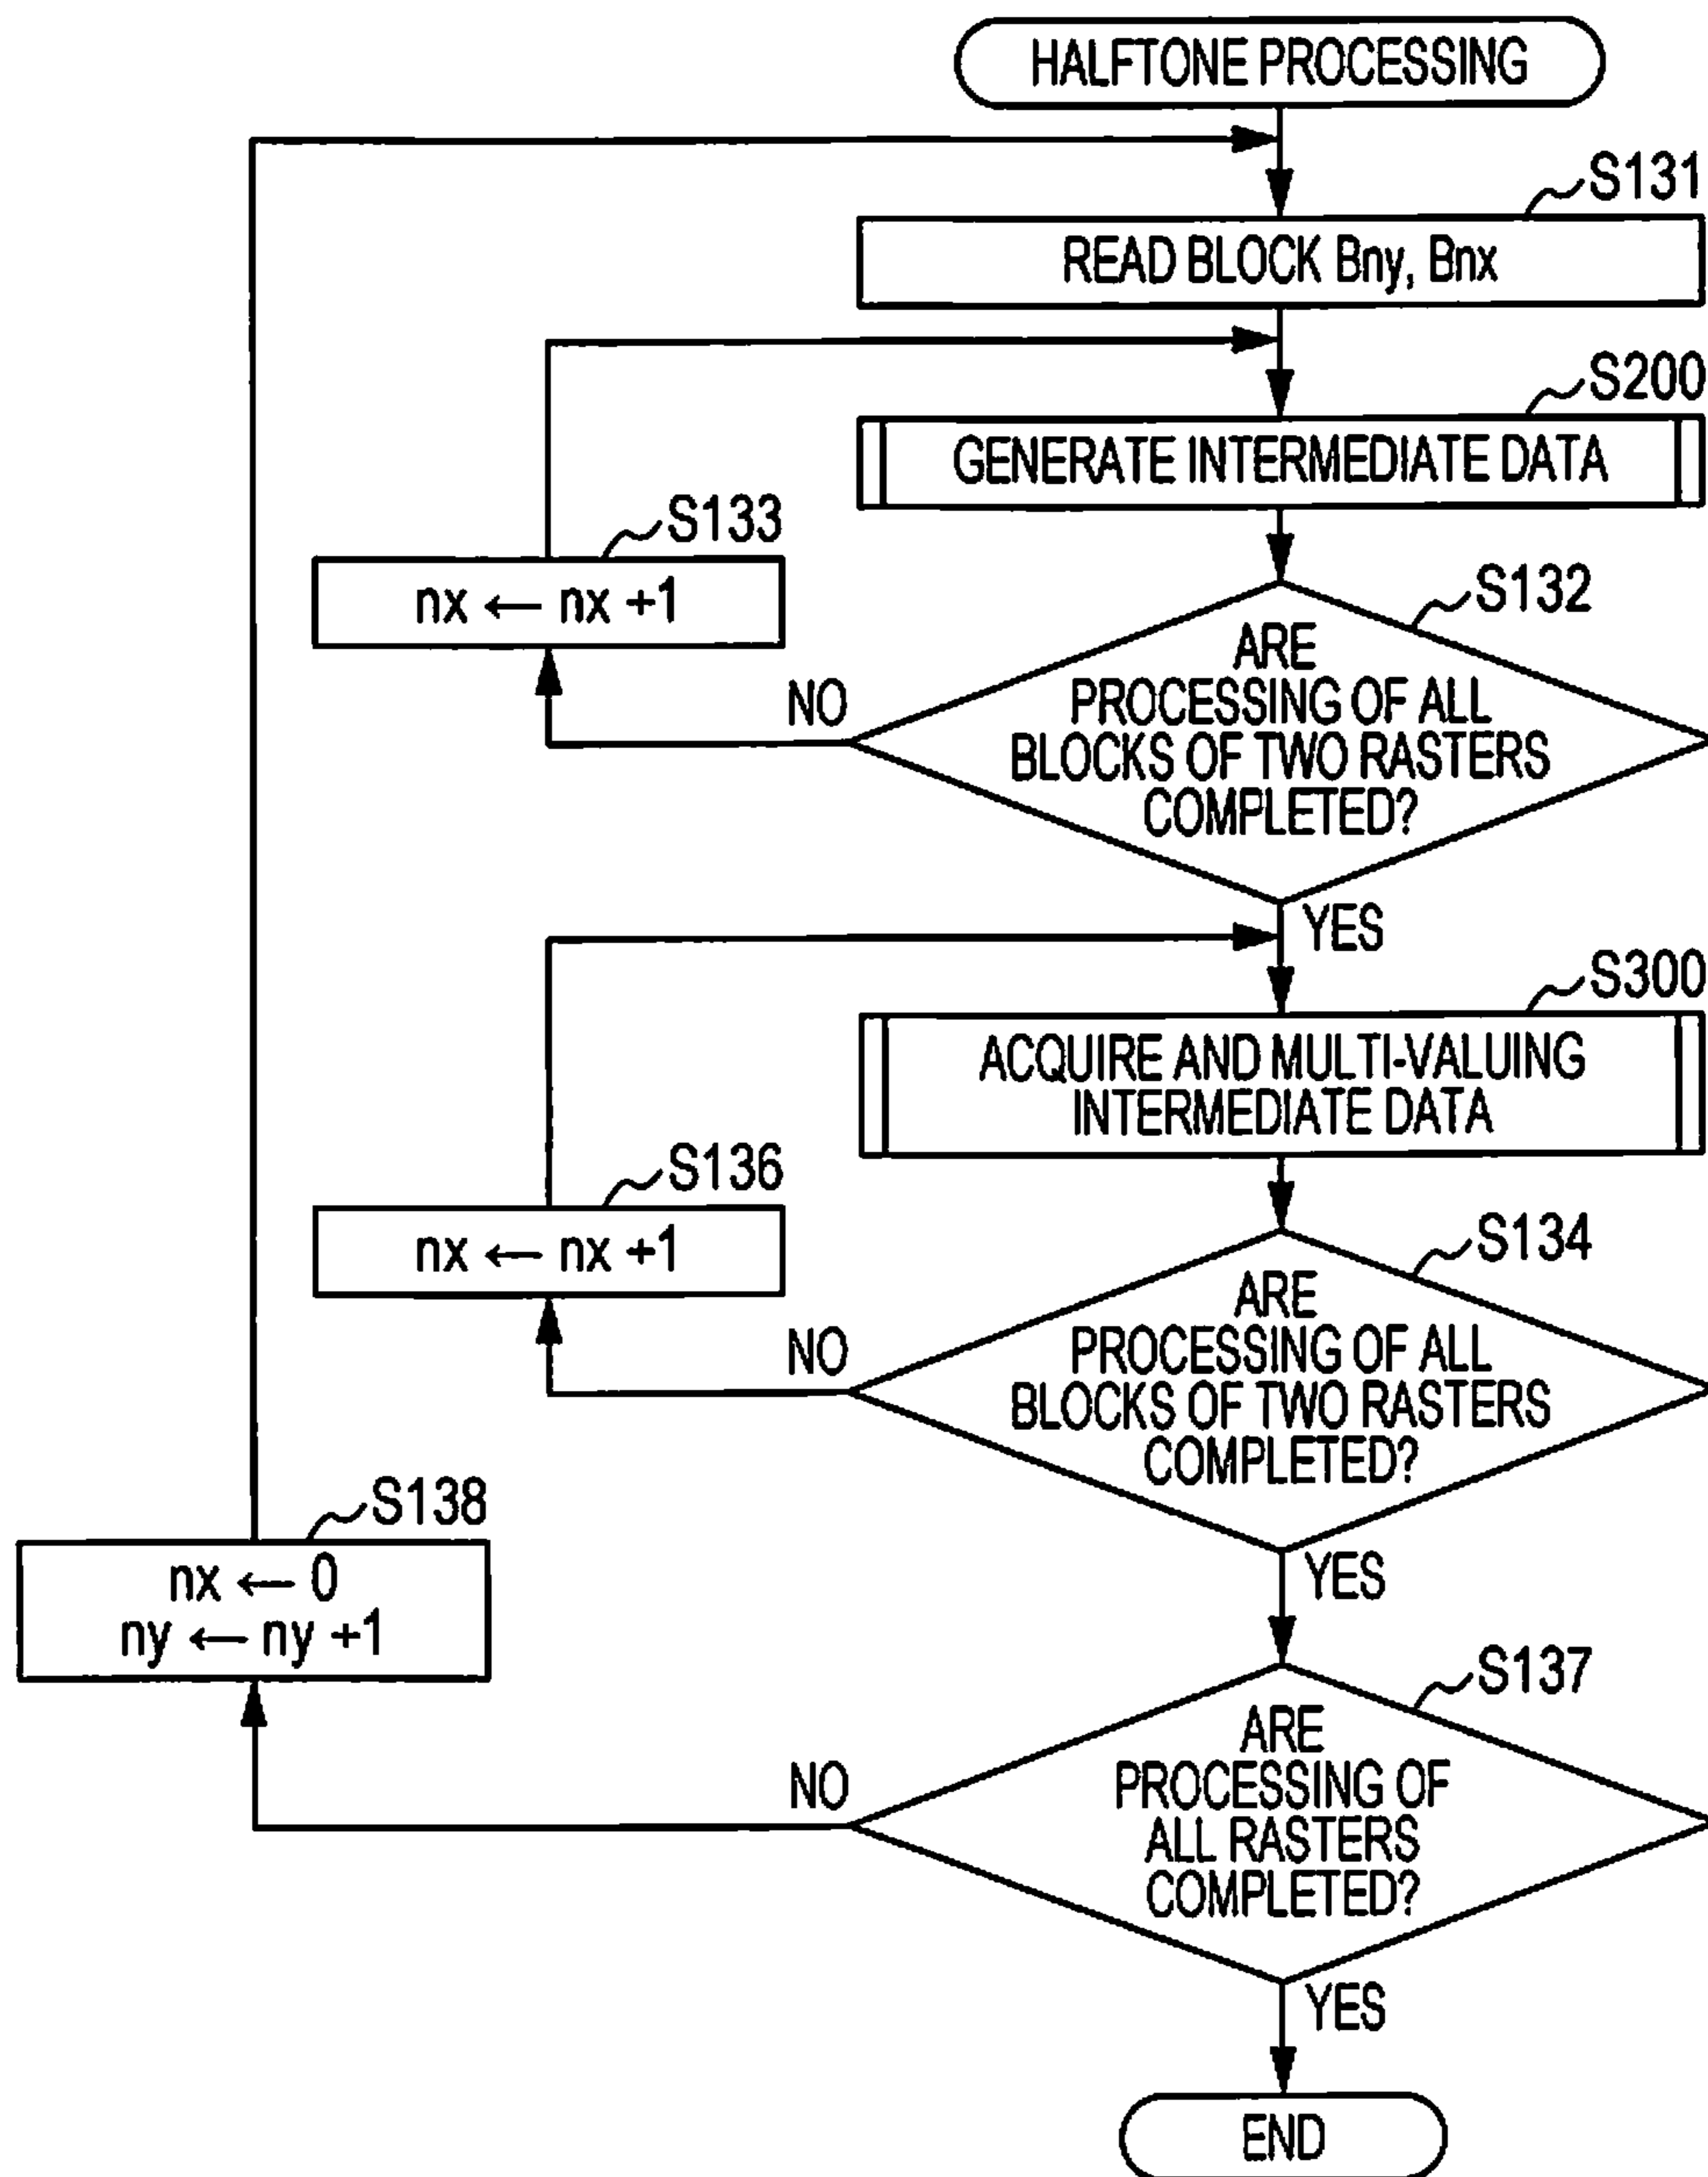 HALFTONE PROCESSING
S131
READ BLOCK Bny, Bnx
S200
GENERATE INTERMEDIATE DATA
S133
nx ← nx +1
S132
ARE
PROCESSING OF ALL
BLOCKS OF TWO RASTERS
COMPLETED?
NO
YES
S300
ACQUIRE AND MULTI-VALUING
INTERMEDIATE DATA
S136
nx ← nx +1
S134
ARE
PROCESSING OF ALL
BLOCKS OF TWO RASTERS
COMPLETED?
NO
YES
S138
nx ← 0
ny ← ny +1
S137
ARE
PROCESSING OF
ALL RASTERS
COMPLETED?
NO
YES
END